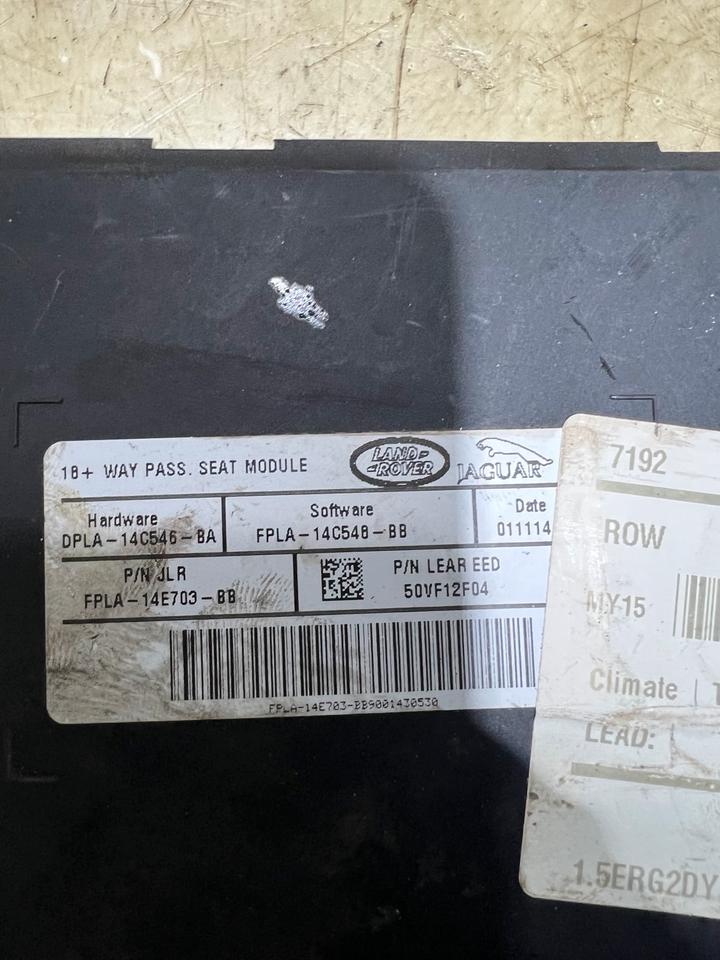 18+ WAY PASS. SEAT MODULE
LAND-
-ROVER
JAGUAR
Hardware
DPLA-14C546-BA
Software
FPLA-14C548-BB
Date
011114
P/N JLR
FPLA-14E703-BB
P/N LEAR EED
50VF12F04
FPLA-14E703-BB9001430530
7192
ROW
MY15
Climate
LEAD:
1.5ERG2DY